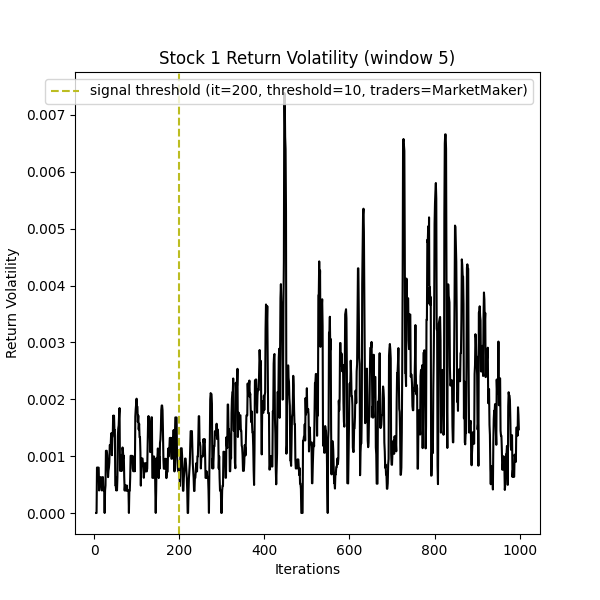 Stock 1 Return Volatility (window 5)
signal threshold (it=200, threshold=10, traders=MarketMaker)
0.007
0.006
0.005
0.004
0.003
0.002
0.001
0.000
Return Volatility
0 200 400 600 800 1000
Iterations